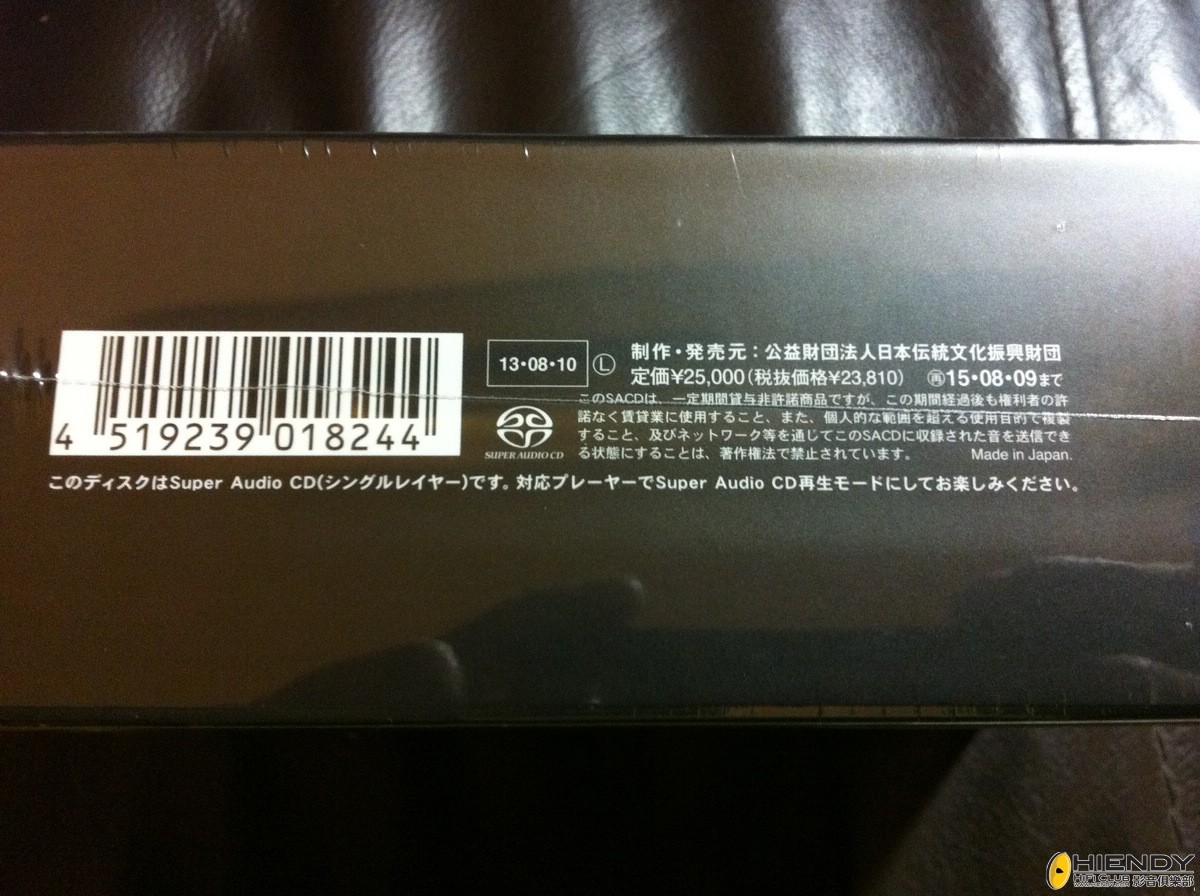 4 519239 018244
13・08・10 Ⓛ
制作・発売元：公益財団法人日本伝統文化振興財団
定価¥25,000（税抜価格¥23,810） ㊢15・08・09まで
このSACDは、一定期間貸与非許諾商品ですが、この期間経過後も権利者の許
諾なく賃貸業に使用すること、また、個人的な範囲を超える使用目的で複製
すること、及びネットワーク等を通じてこのSACDに収録された音を送信でき
る状態にすることは、著作権法で禁止されています。 Made in Japan.
SUPER AUDIO CD
このディスクはSuper Audio CD(シングルレイヤー)です。対応プレーヤーでSuper Audio CD再生モードにしてお楽しみください。
HIENDY
HiFi CLUB 影音俱樂部